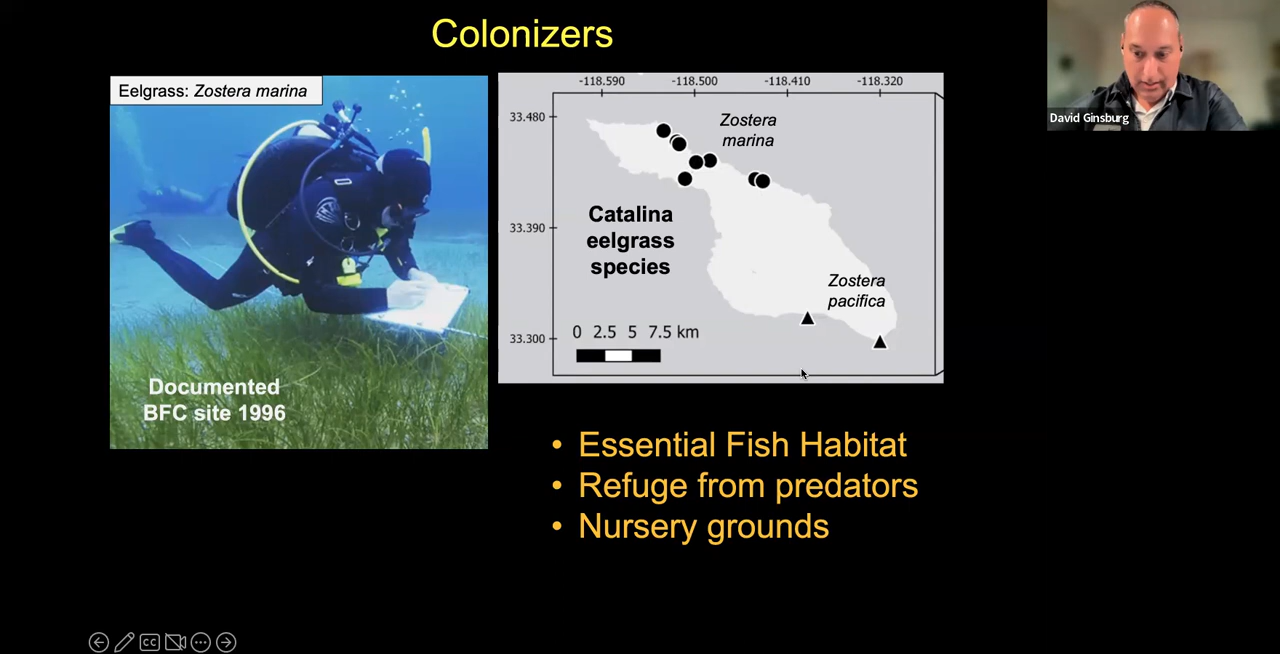 Colonizers
Eelgrass: Zostera marina
Documented
BFC site 1996
-118.590 -118.500 -118.410 -118.320
33.480
33.390
33.300
Zostera
marina
Catalina
eelgrass
species
Zostera
pacifica
0 2.5 5 7.5 km
• Essential Fish Habitat
• Refuge from predators
• Nursery grounds
David Ginsburg
CC